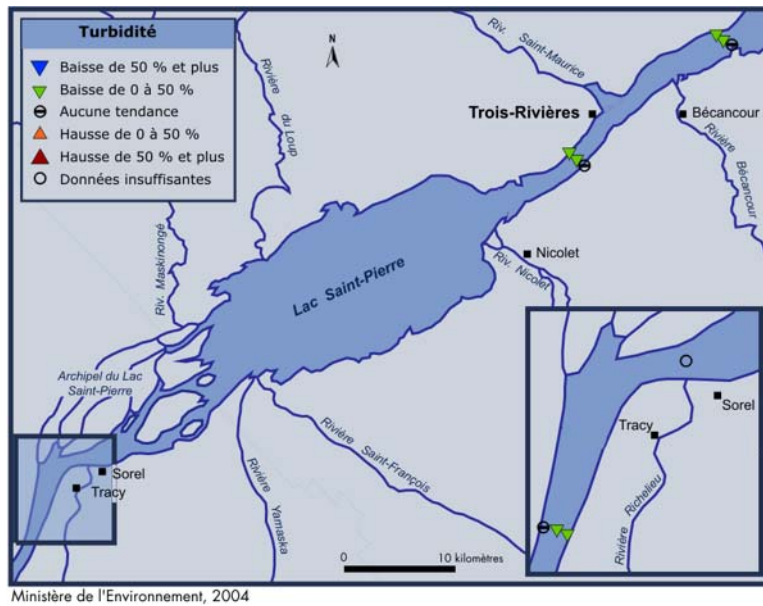 Turbidité
Baisse de 50 % et plus
Baisse de 0 à 50 %
Aucune tendance
Hausse de 0 à 50 %
Hausse de 50 % et plus
Données insuffisantes
N
Rivière
du Loup
Riv. Saint-Maurice
Trois-Rivières
Bécancour
Rivière
Bécancour
Riv. Maskinongé
Lac Saint-Pierre
Nicolet
Riv. Nicolet
Archipel du Lac
Saint-Pierre
Sorel
Tracy
Rivière
Yamaska
Rivière
Saint-François
0
10 kilomètres
Sorel
Tracy
Rivière Richelieu
Ministère de l'Environnement, 2004